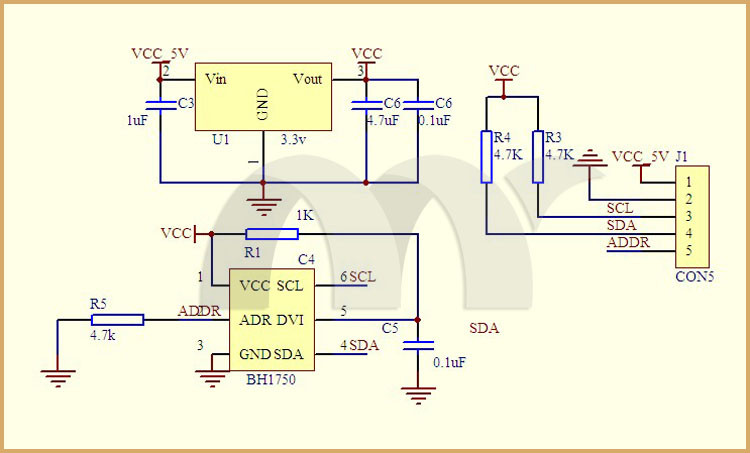 VCC_5V
VCC
2
Vin
Vout
3
C3
1uF
GND
C6
4.7uF
C6
0.1uF
U1
3.3v
1
VCC
R4
4.7K
R3
4.7K
J1
VCC_5V
1
2
SCL
3
SDA
4
ADDR
5
CON5
1K
VCC
R1
C4
1
VCC SCL
6 SCL
R5
ADDR
2
ADR DVI
5
4.7k
C5
SDA
3
GND SDA
4 SDA
0.1uF
BH1750